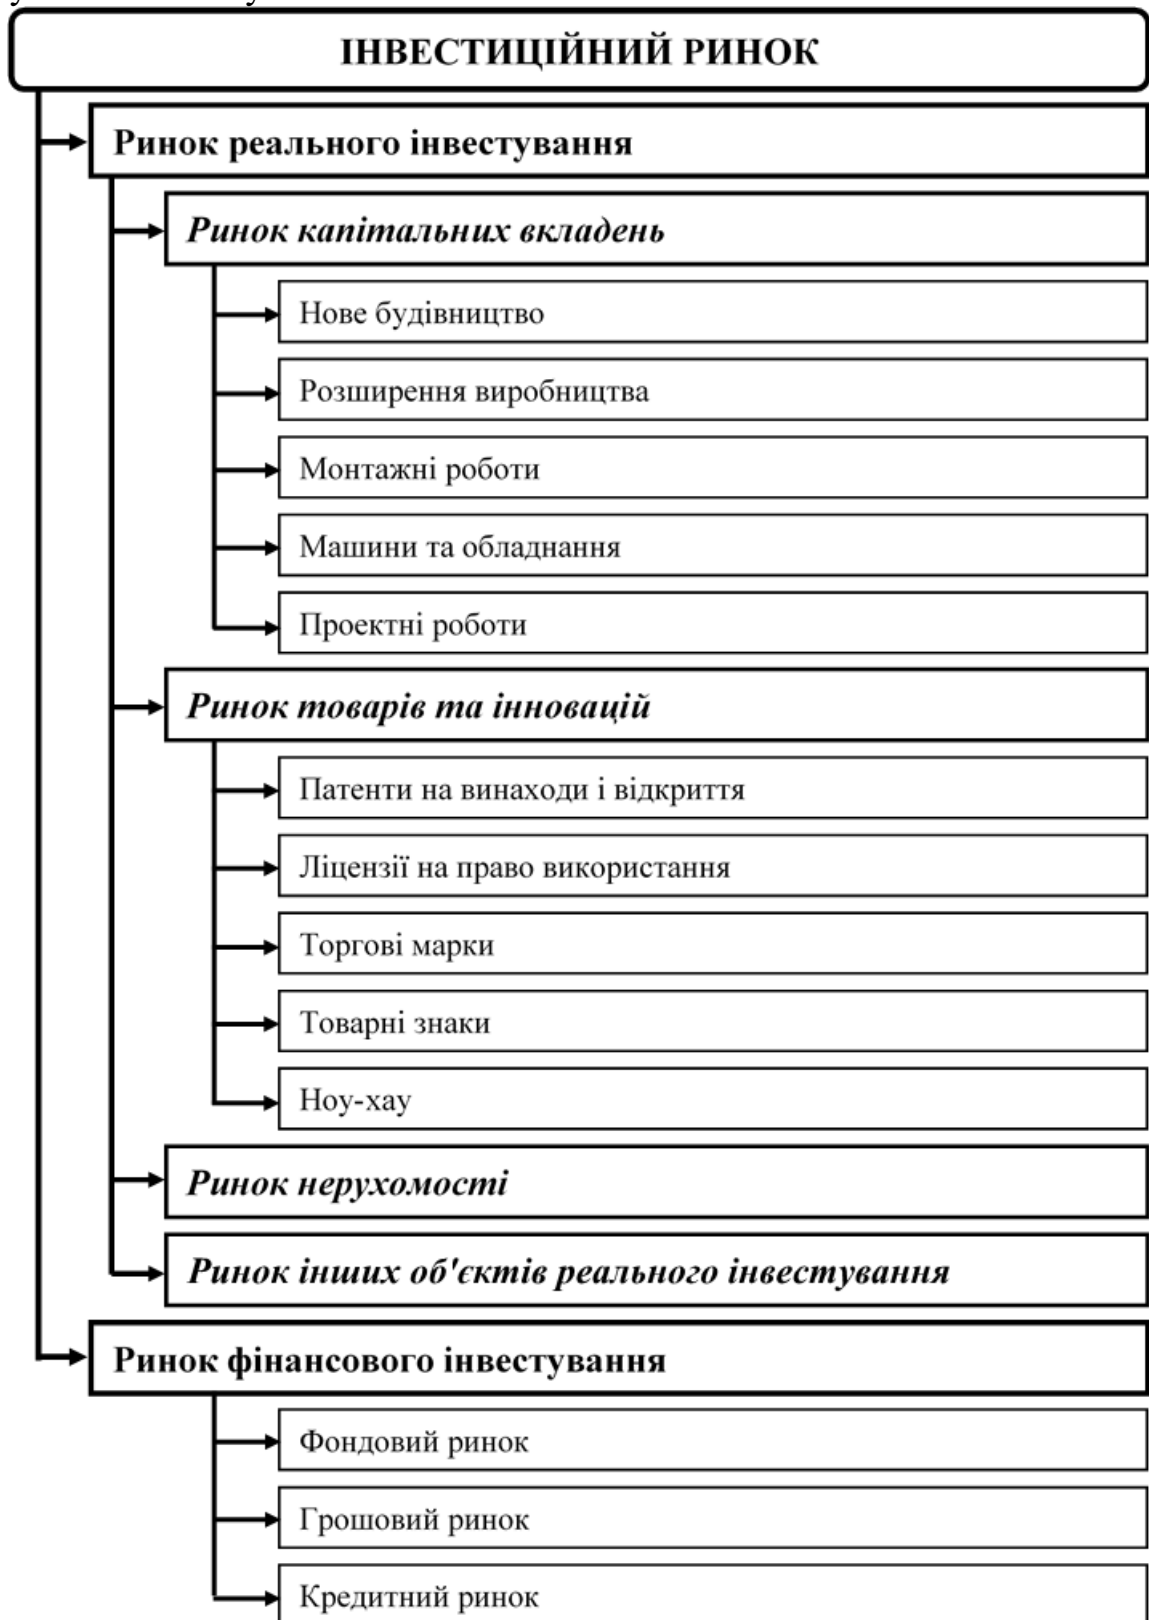 ІНВЕСТИЦІЙНИЙ РИНОК
Ринок реального інвестування
Ринок капітальних вкладень
Нове будівництво
Розширення виробництва
Монтажні роботи
Машини та обладнання
Проектні роботи
Ринок товарів та інновацій
Патенти на винаходи і відкриття
Ліцензії на право використання
Торгові марки
Товарні знаки
Ноу-хау
Ринок нерухомості
Ринок інших об'єктів реального інвестування
Ринок фінансового інвестування
Фондовий ринок
Грошовий ринок
Кредитний ринок